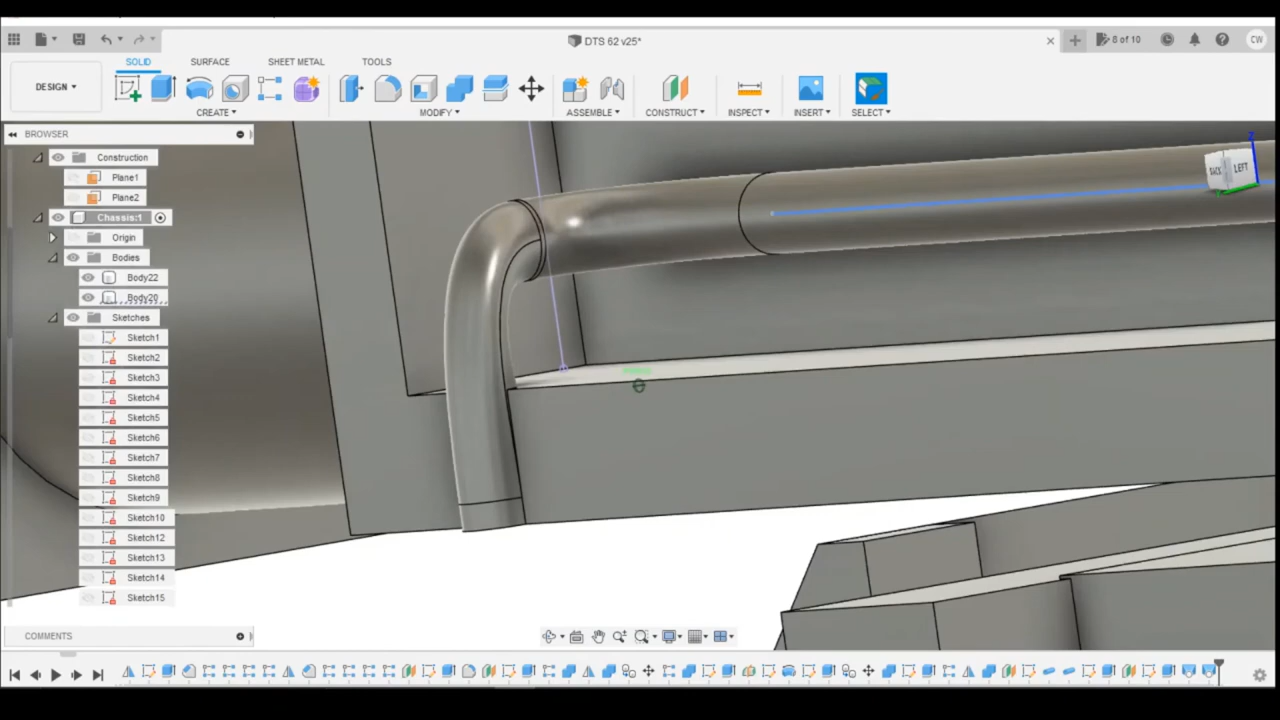 DTS 62 v25*
8 of 10
CW
DESIGN
SOLID
SURFACE
SHEET METAL
TOOLS
CREATE
MODIFY
ASSEMBLE
CONSTRUCT
INSPECT
INSERT
SELECT
BROWSER
Construction
Plane1
Plane2
Chassis:1
Origin
Bodies
Body22
Body20
Sketches
Sketch1
Sketch2
Sketch3
Sketch4
Sketch5
Sketch6
Sketch7
Sketch8
Sketch9
Sketch10
Sketch12
Sketch13
Sketch14
Sketch15
BACK
LEFT
Z
COMMENTS